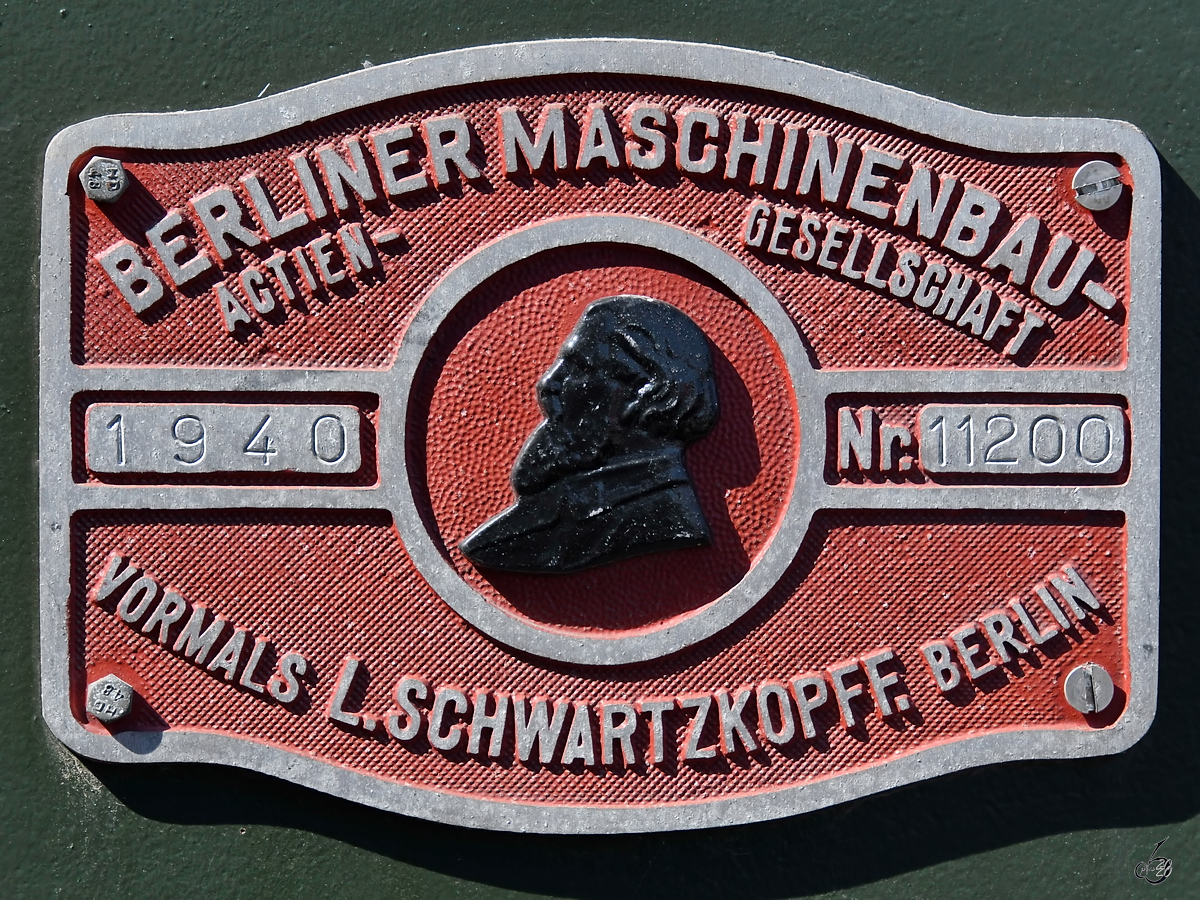 BERLINER MASCHINENBAU-
ACTIEN- GESELLSCHAFT
1940
Nr. 11200
VORMALS L. SCHWARTZKOPFF. BERLIN